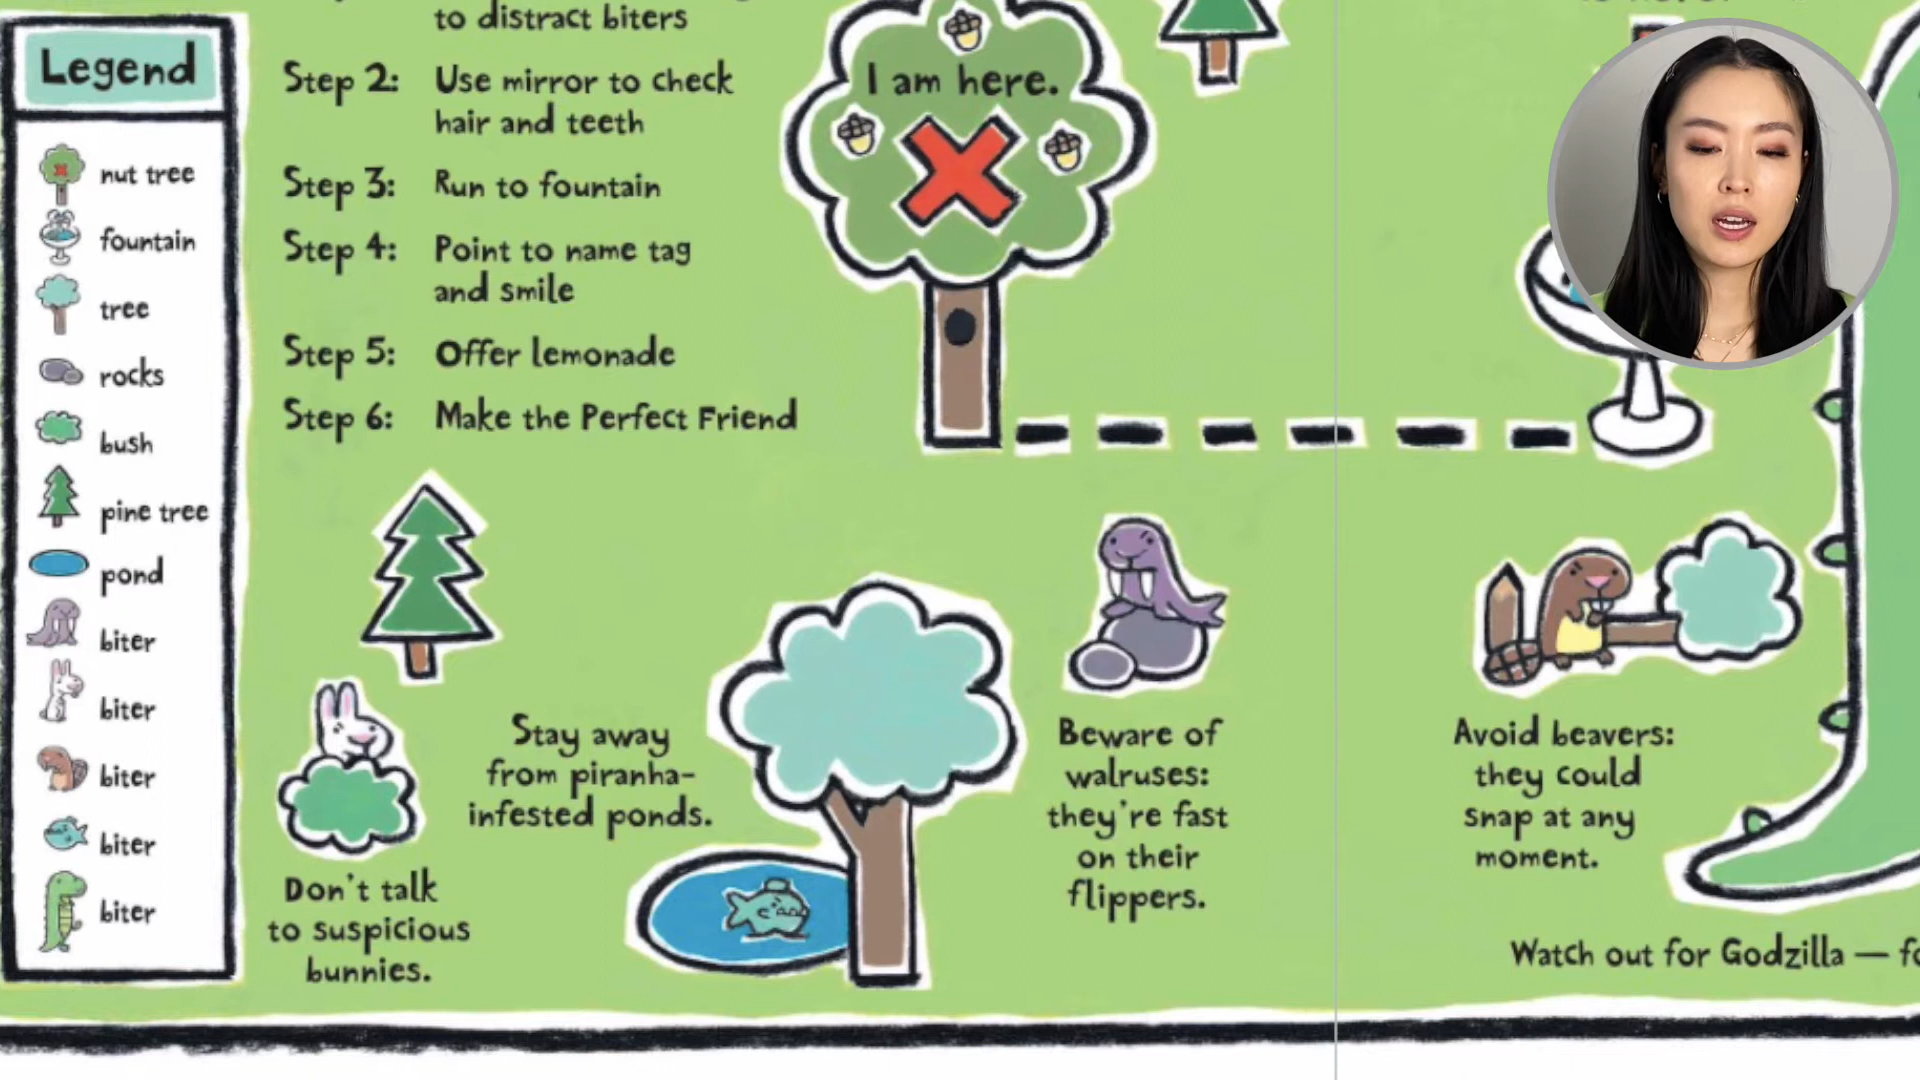 Legend
nut tree
fountain
tree
rocks
bush
pine tree
pond
biter
biter
biter
biter
biter
to distract biters
Step 2: Use mirror to check
hair and teeth
Step 3: Run to fountain
Step 4: Point to name tag
and smile
Step 5: Offer lemonade
Step 6: Make the Perfect Friend
I am here.
Don't talk
to suspicious
bunnies.
Stay away
from piranha-
infested ponds.
Beware of
walruses:
they're fast
on their
flippers.
Avoid beavers:
they could
snap at any
moment.
Watch out for Godzilla —